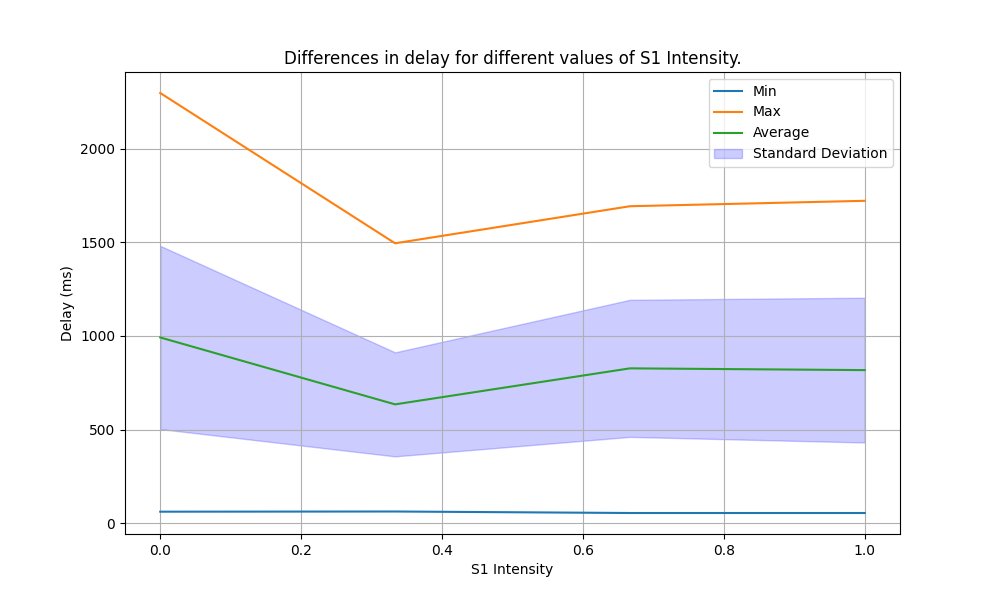 Differences in delay for different values of S1 Intensity.
Min
Max
Average
Standard Deviation
Delay (ms)
2000
1500
1000
500
0
0.0 0.2 0.4 0.6 0.8 1.0
S1 Intensity